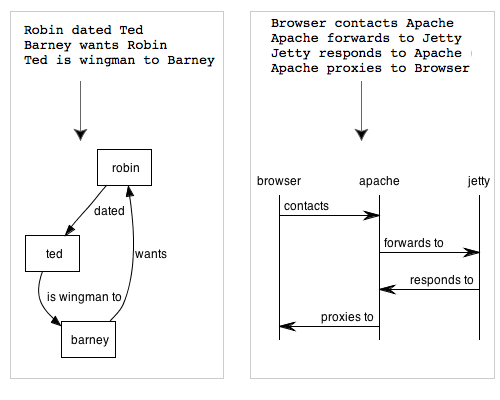 Robin dated Ted
Barney wants Robin
Ted is wingman to Barney
robin
dated
ted
wants
is wingman to
barney
Browser contacts Apache
Apache forwards to Jetty
Jetty responds to Apache
Apache proxies to Browser
browser apache jetty
contacts
forwards to
responds to
proxies to